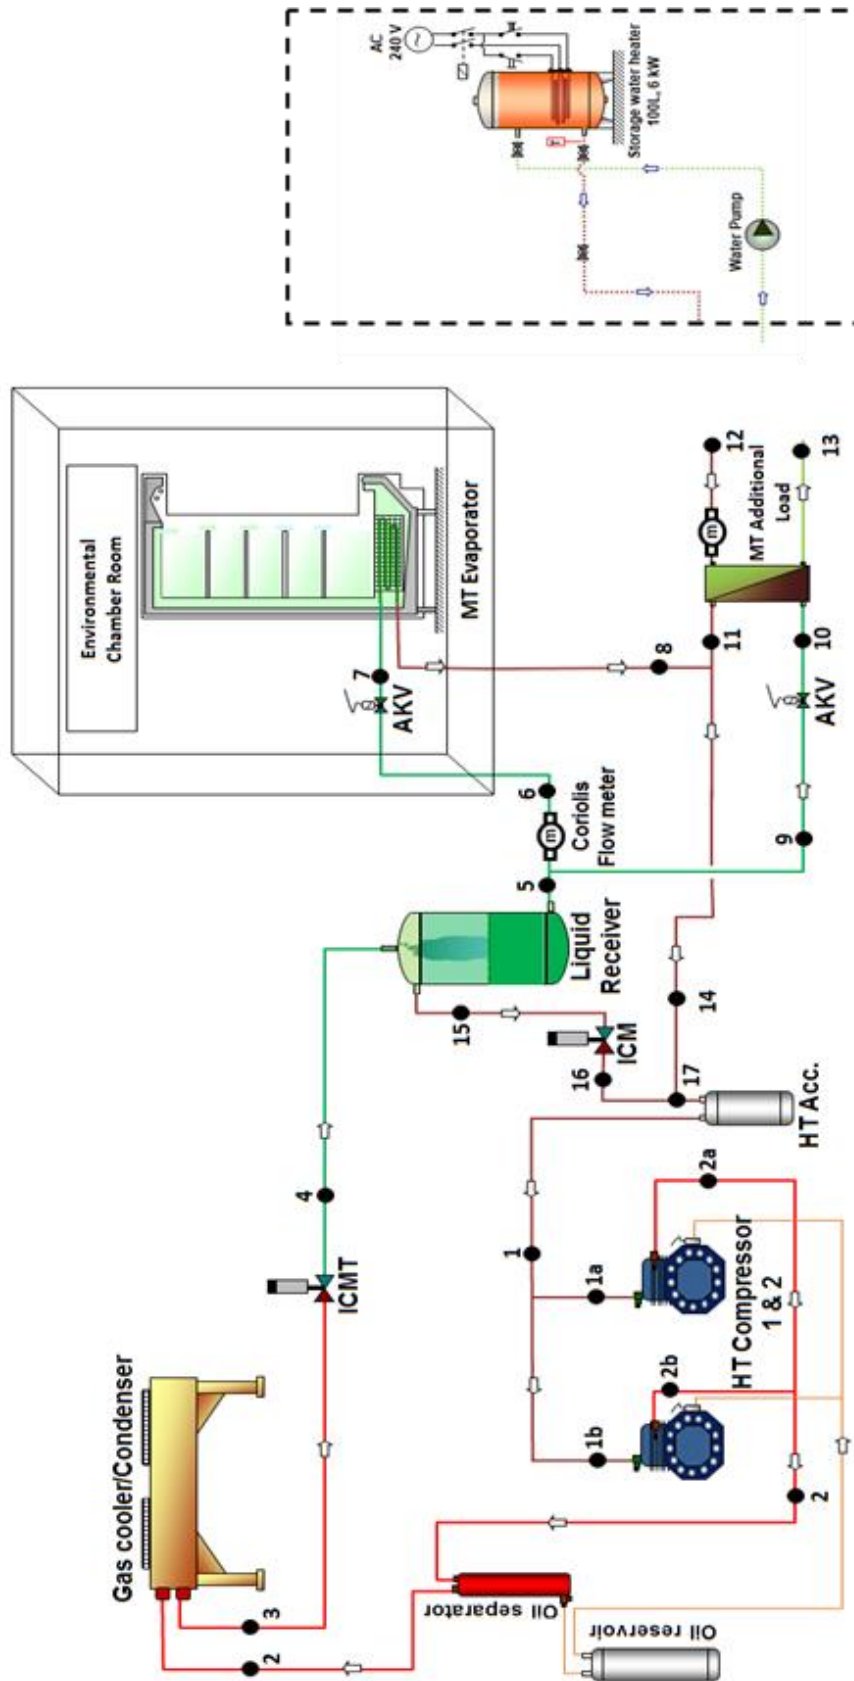 AC
240 V
Storage water heater
100L, 6 kW
Water Pump
Environmental
Chamber Room
MT Evaporator
7
AKV
8
12
MT Additional
Load
13
11
10
AKV
6
Coriolis
Flow meter
m
m
5
9
Liquid
Receiver
15
ICM
16
14
17
HT Acc.
4
ICMT
1
1a
1b
2a
2b
HT Compressor
1 & 2
2
Gas cooler/Condenser
3
2
Oil separator
Oil reservoir